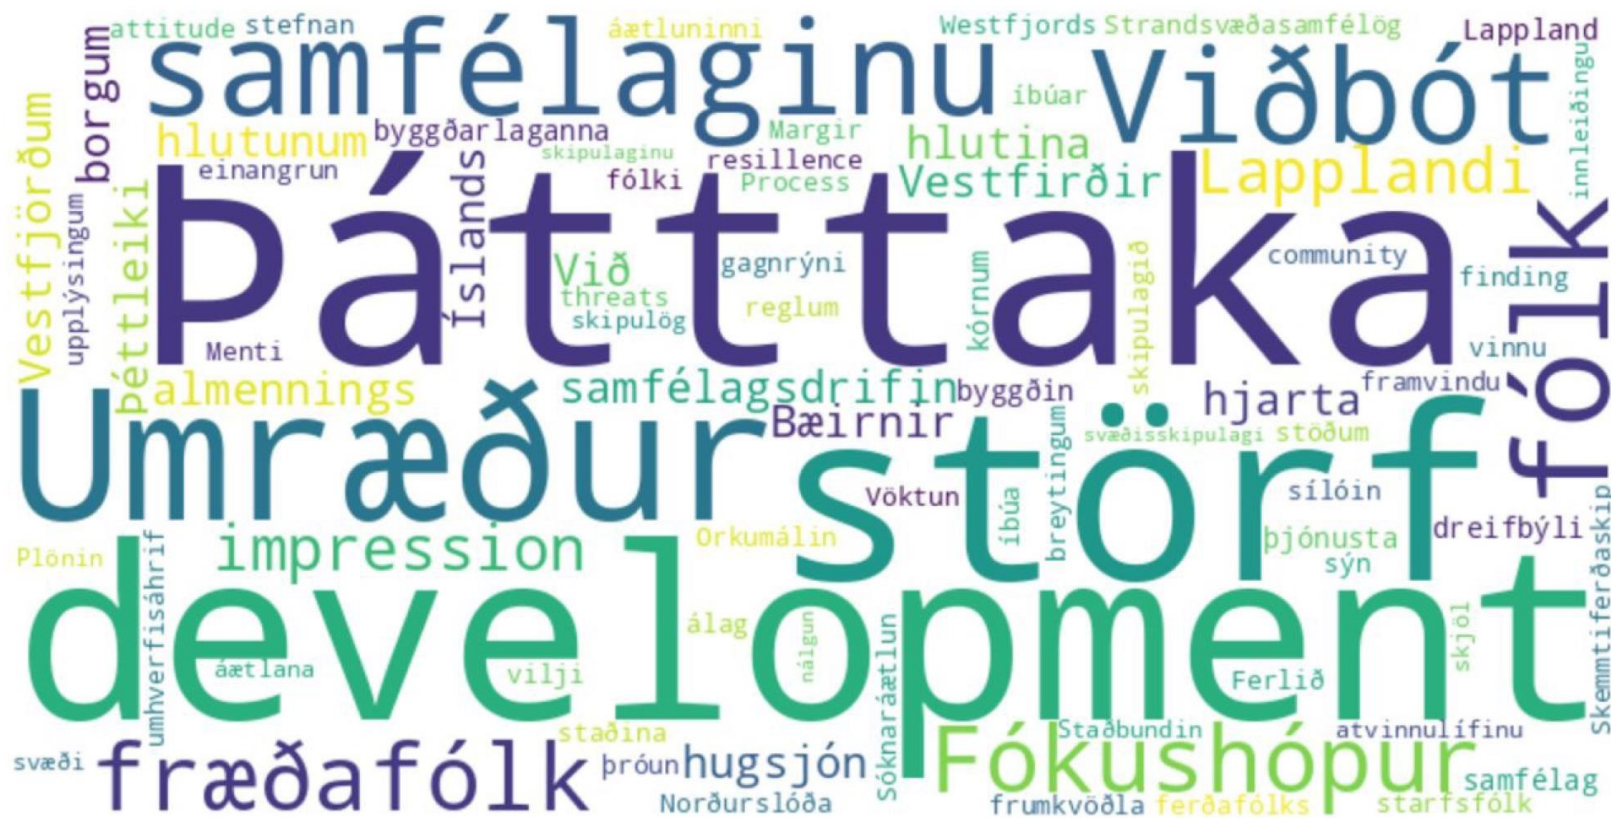 attitude
stefnan
áætluninni
Westfjords
Strandsvæðasamfélög
Lappland
samfélaginu
Viðbót
borgum
íbúar
innleiðingu
hlutunum
byggðarlaganna
Margir
hlutina
Vestfjörðum
einangrun
skipulaginu
resillence
fólki
Process
Vestfirðir
Lapplandi
Þátttaka
Íslands
fólk
upplýsingum
þéttleiki
Við
gagnrýni
kórnum
skipulagið
community
finding
threats
reglum
skipulög
Menti
vinnu
almennings
samfélagsdrifin
byggðin
hjarta
framvindu
Umræður
Bæirnir
störf
breytingum
svæðisskipulagi
stöðum
Vöktun
íbúa
sílóin
dreifbýli
Skemmtiferðaskip
Plönin
umhverfisáhrif
impression
Orkumálin
þjónusta
sýn
development
álag
nálgun
skjöl
áætlana
vilji
Sóknaráætlun
Ferlið
staðina
Staðbundin
atvinnulífinu
svæði
fræðafólk
þróun
hugsjón
Fókushópur
samfélag
Norðurslóða
frumkvöðla
ferðafólks
starfsfólk